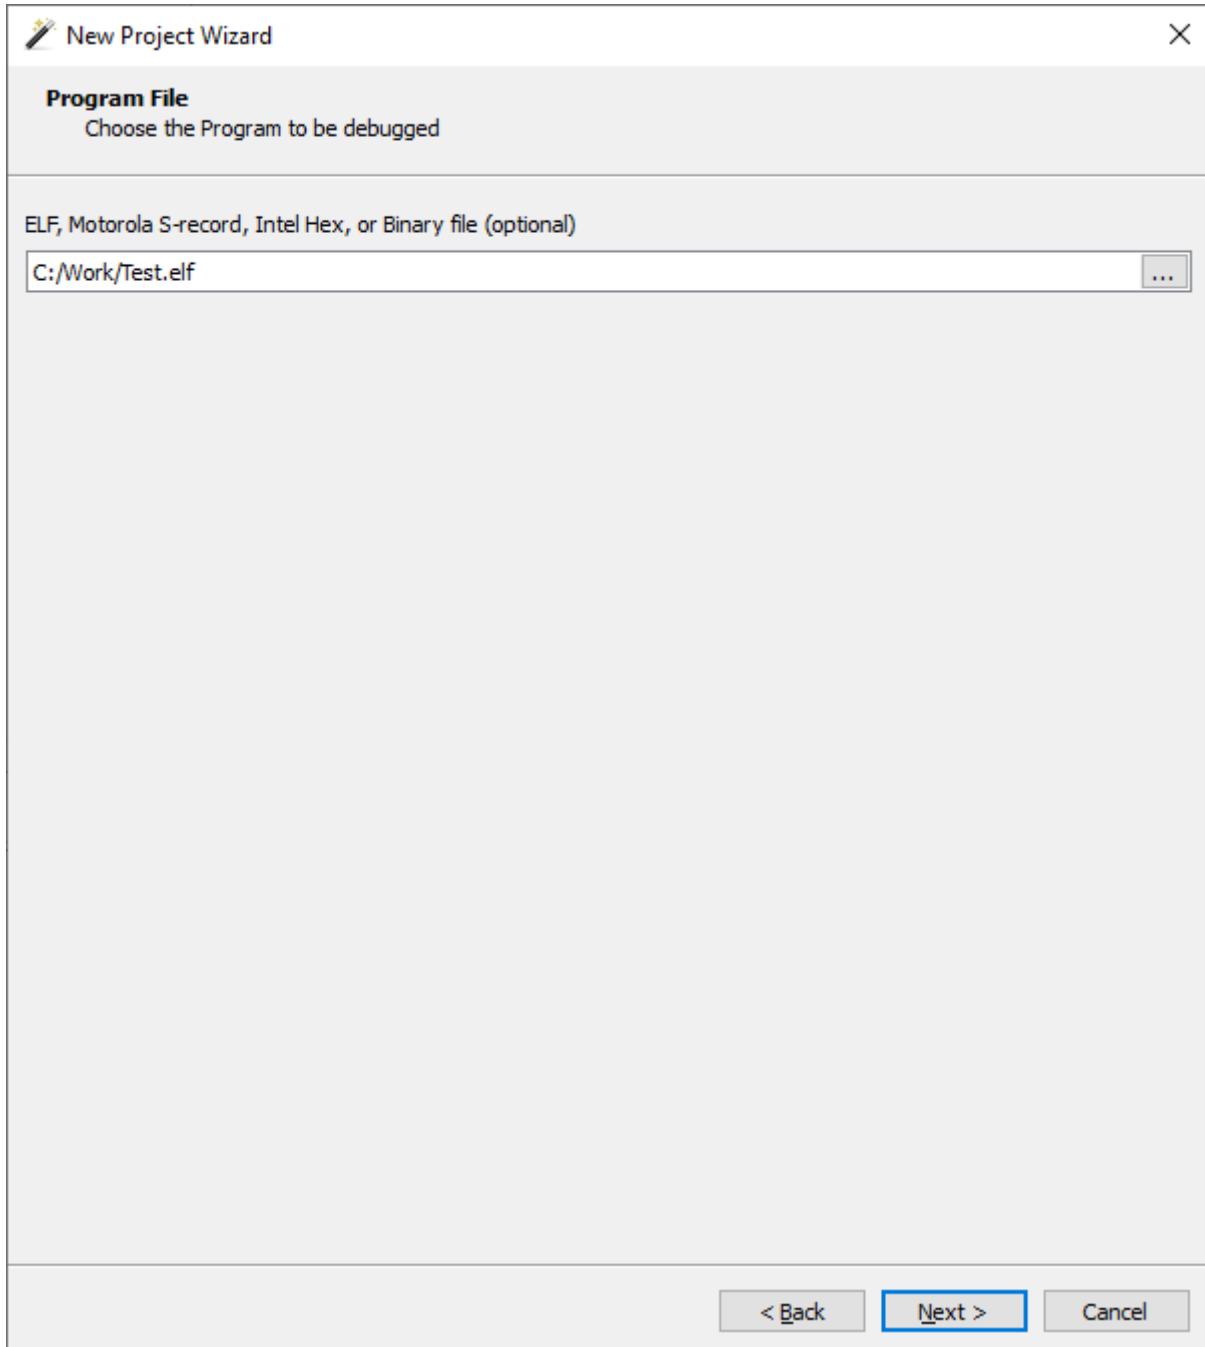 New Project Wizard
Program File
Choose the Program to be debugged
ELF, Motorola S-record, Intel Hex, or Binary file (optional)
C:/Work/Test.elf
...
< Back
Next >
Cancel